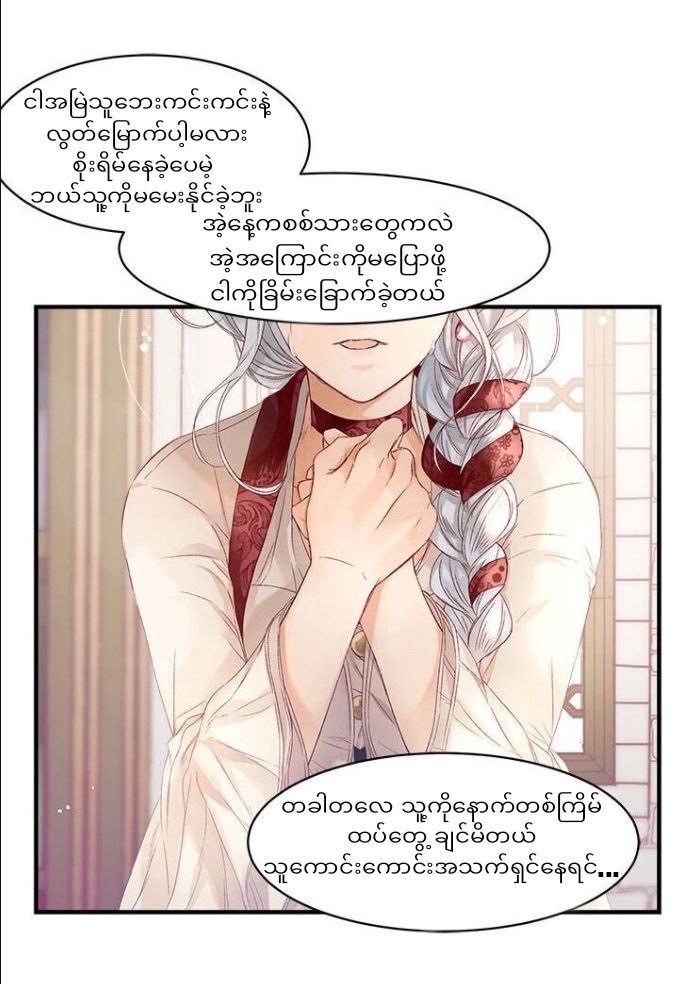 ငါအမြဲသူဘေးကင်းကင်းနဲ့
လွတ်မြောက်ပါ့မလား
စိုးရိမ်နေခဲ့ပေမဲ့
ဘယ်သူ့ကိုမမေးနိုင်ခဲ့ဘူး
အဲ့နေ့ကစစ်သားတွေကလဲ
အဲ့အကြောင်းကိုမပြောဖို့
ငါကိုခြိမ်းခြောက်ခဲ့တယ်
တခါတလေ သူ့ကိုနောက်တစ်ကြိမ်
ထပ်တွေ့ ချင်မိတယ်
သူကောင်းကောင်းအသက်ရှင်နေရင်...